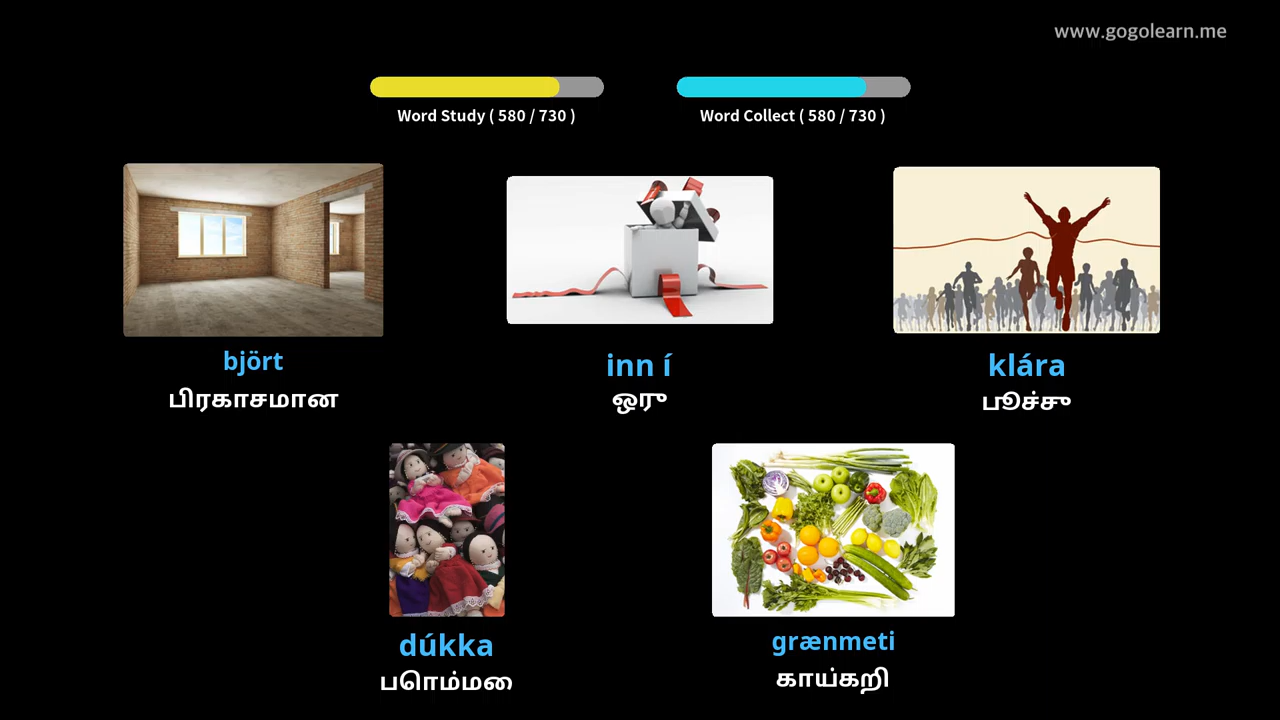 www.gogolearn.me
Word Study ( 580 / 730 )
Word Collect ( 580 / 730 )
björt
பிரகாசமான
inn í
ஒரு
klára
பூச்சு
dúkka
பொம்மை
grænmeti
காய்கறி